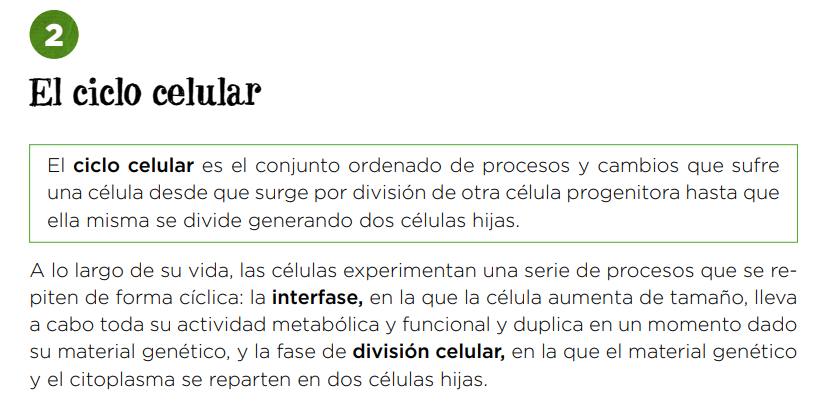 2
El ciclo celular
El ciclo celular es el conjunto ordenado de procesos y cambios que sufre
una célula desde que surge por división de otra célula progenitora hasta que
ella misma se divide generando dos células hijas.
A lo largo de su vida, las células experimentan una serie de procesos que se re-
piten de forma cíclica: la interfase, en la que la célula aumenta de tamaño, lleva
a cabo toda su actividad metabólica y funcional y duplica en un momento dado
su material genético, y la fase de división celular, en la que el material genético
y el citoplasma se reparten en dos células hijas.